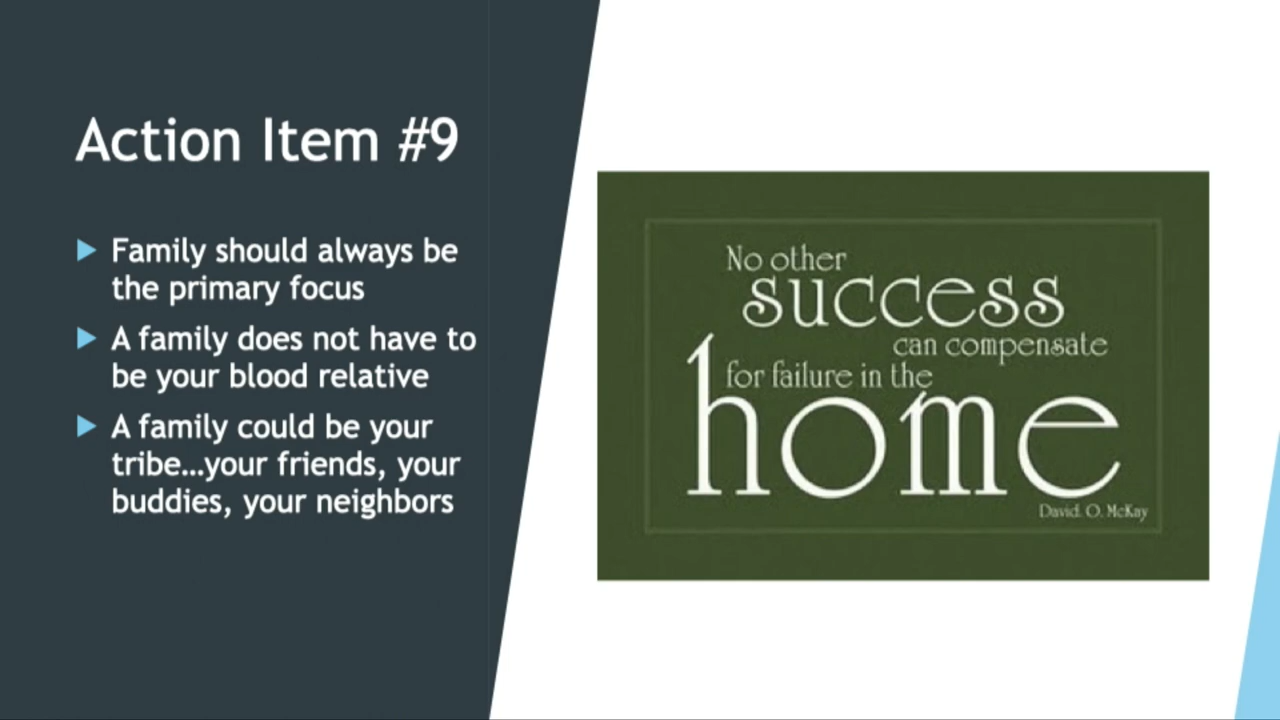 Action Item #9
Family should always be
the primary focus
A family does not have to
be your blood relative
A family could be your
tribe...your friends, your
buddies, your neighbors
No other
success
can compensate
for failure in the
home
David. O. McKay